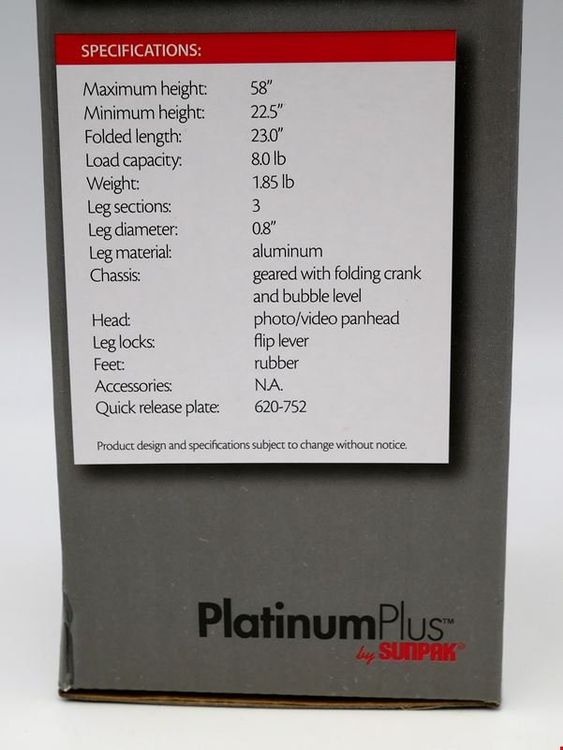 SPECIFICATIONS:
Maximum height: 58”
Minimum height: 22.5”
Folded length: 23.0”
Load capacity: 8.0 lb
Weight: 1.85 lb
Leg sections: 3
Leg diameter: 0.8”
Leg material: aluminum
Chassis: geared with folding crank
and bubble level
Head: photo/video panhead
Leg locks: flip lever
Feet: rubber
Accessories: N.A.
Quick release plate: 620-752
Product design and specifications subject to change without notice.
PlatinumPlus™
by SUNPAK®